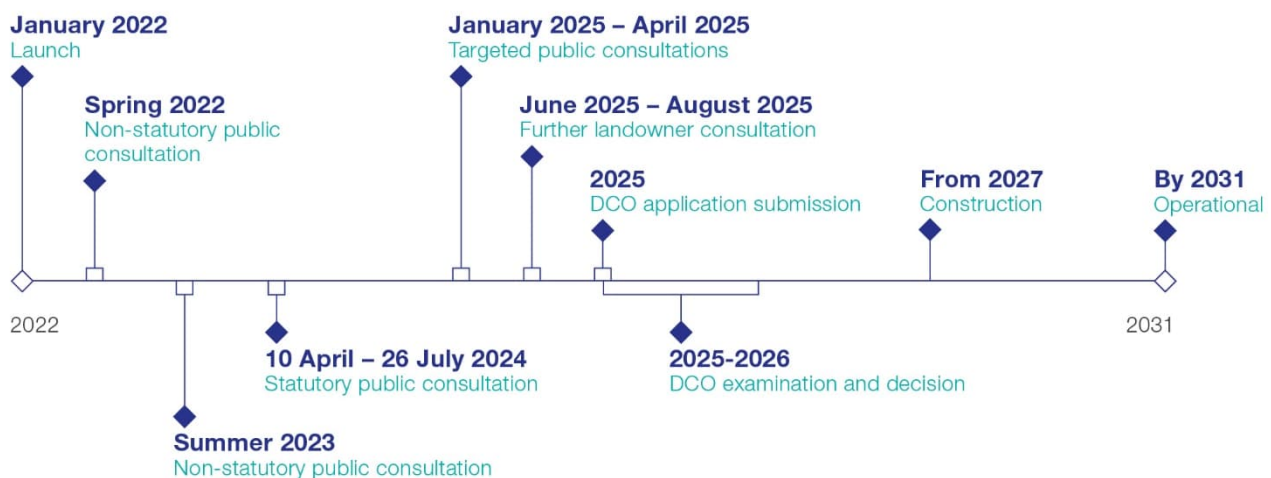 January 2022
Launch
Spring 2022
Non-statutory public
consultation
Summer 2023
Non-statutory public consultation
10 April – 26 July 2024
Statutory public consultation
January 2025 – April 2025
Targeted public consultations
June 2025 – August 2025
Further landowner consultation
2025
DCO application submission
2025-2026
DCO examination and decision
From 2027
Construction
By 2031
Operational
2022
2031